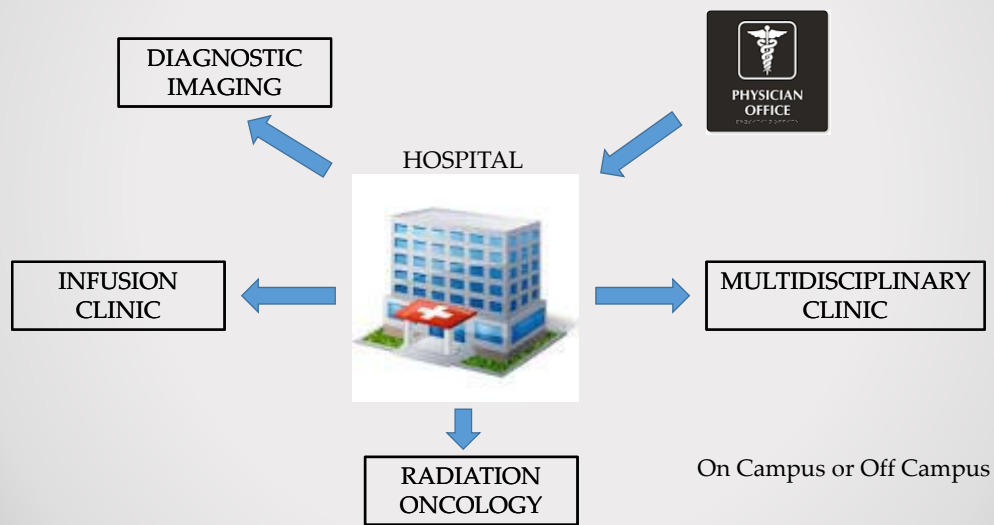 DIAGNOSTIC
IMAGING
PHYSICIAN
OFFICE
HOSPITAL
INFUSION
CLINIC
MULTIDISCIPLINARY
CLINIC
RADIATION
ONCOLOGY
On Campus or Off Campus